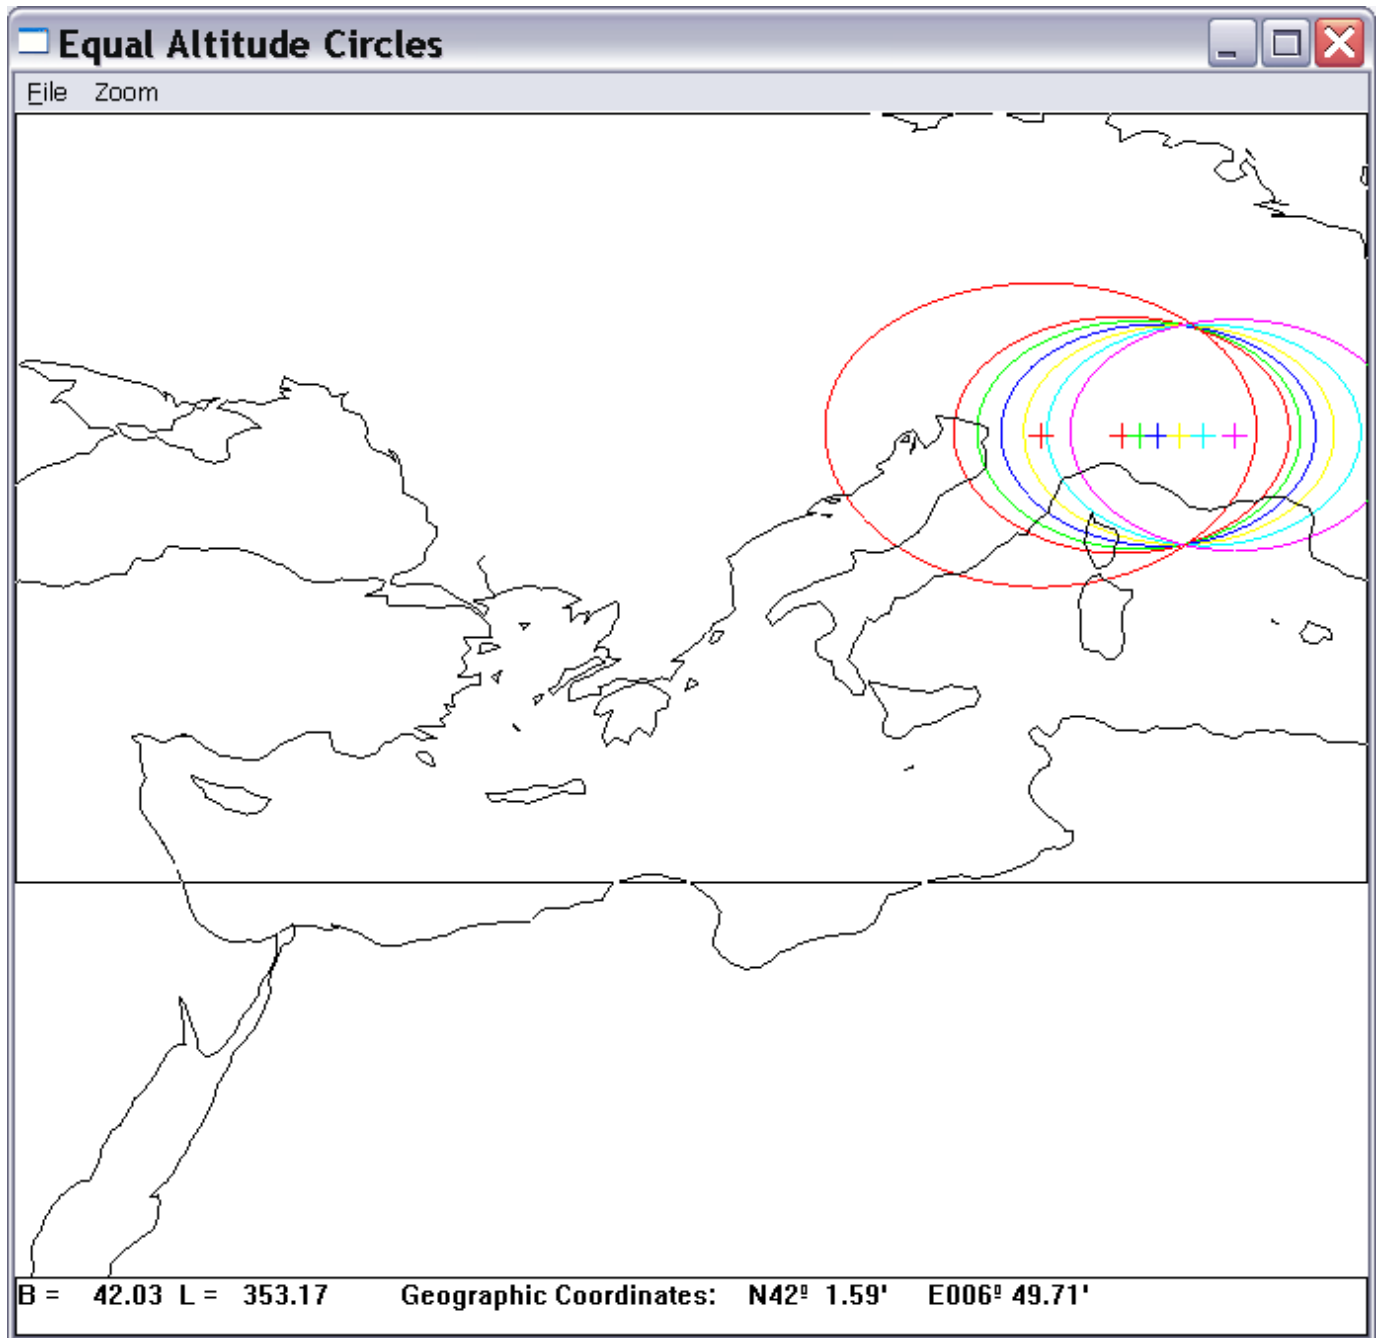 Equal Altitude Circles
File Zoom
B = 42.03 L = 353.17 Geographic Coordinates: N42º 1.59' E006º 49.71'